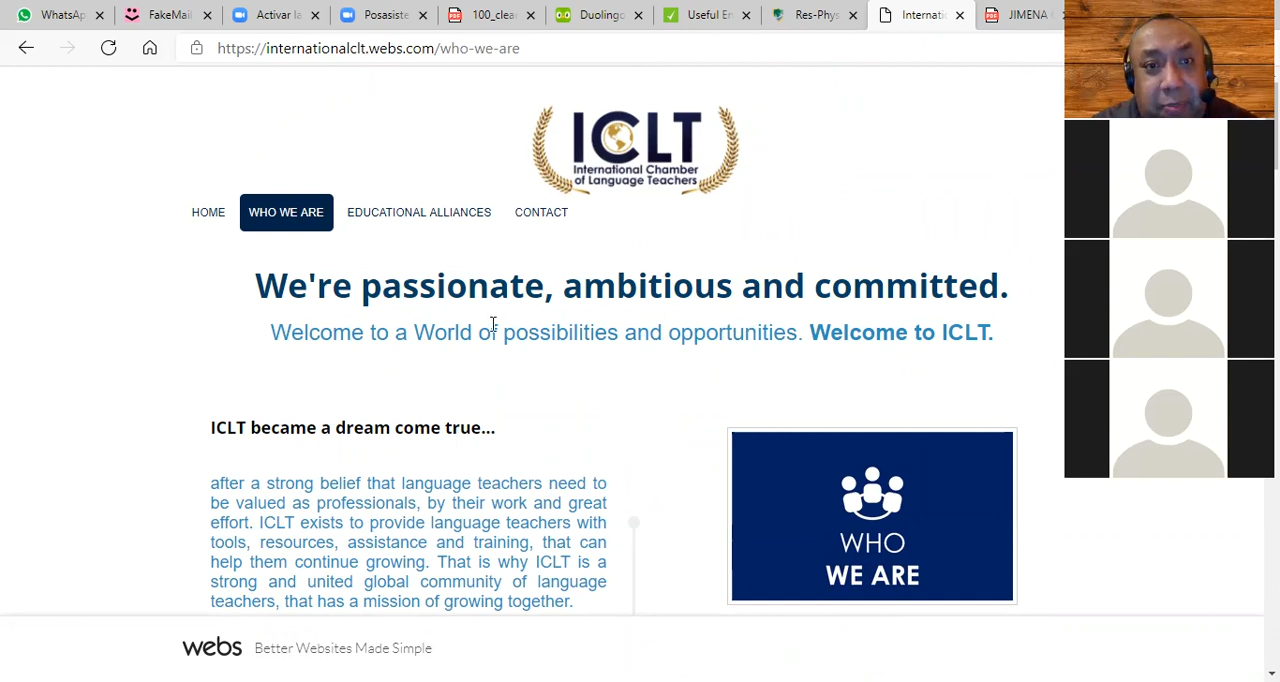 WhatsAp
FakeMail
Activar la
Posasiste
100_clea
Duolingo
Useful En
Res-Phys
Internati
JIMENA
https://internationalclt.webs.com/who-we-are
ICLT
International Chamber
of Language Teachers
HOME
WHO WE ARE
EDUCATIONAL ALLIANCES
CONTACT
We're passionate, ambitious and committed.
Welcome to a World of possibilities and opportunities. Welcome to ICLT.
ICLT became a dream come true...
after a strong belief that language teachers need to
be valued as professionals, by their work and great
effort. ICLT exists to provide language teachers with
tools, resources, assistance and training, that can
help them continue growing. That is why ICLT is a
strong and united global community of language
teachers, that has a mission of growing together.
WHO
WE ARE
webs Better Websites Made Simple